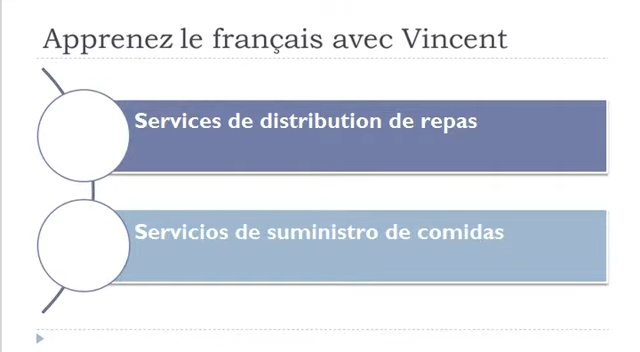 Apprenez le français avec Vincent
Services de distribution de repas
Servicios de suministro de comidas